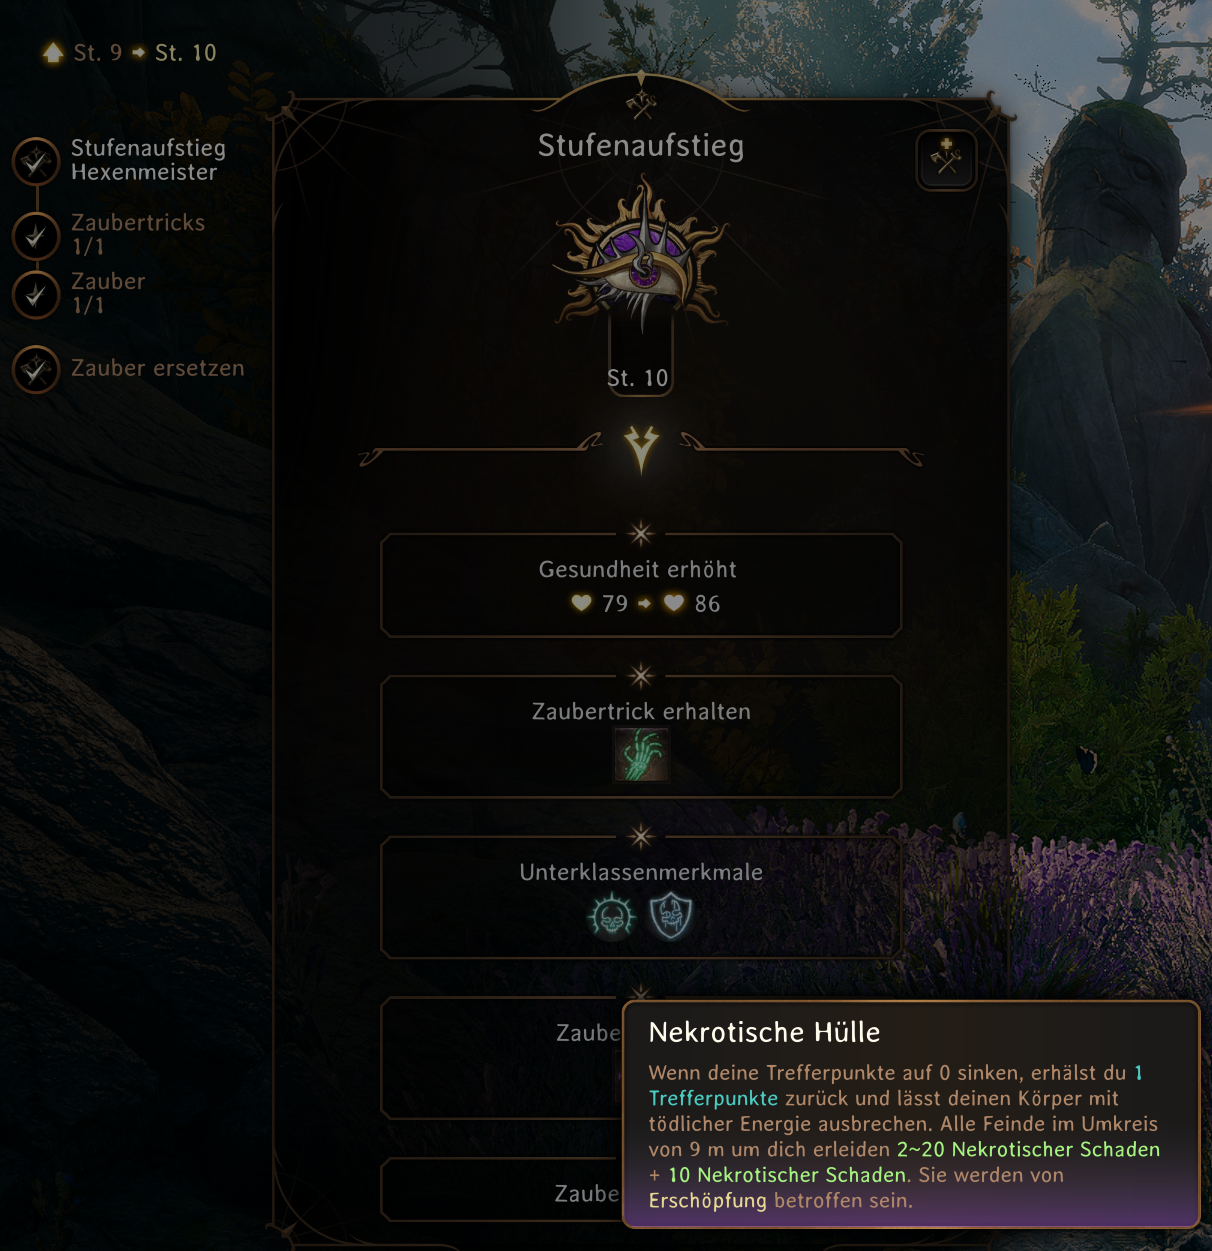 St. 9 St. 10
Stufenaufstieg
Hexenmeister
Zaubertricks
1/1
Zauber
1/1
Zauber ersetzen
Stufenaufstieg
St. 10
Gesundheit erhöht
79 86
Zaubertrick erhalten
Unterklassenmerkmale
Zaube
Zaube
Nekrotische Hülle
Wenn deine Trefferpunkte auf 0 sinken, erhälst du 1
Trefferpunkte zurück und lässt deinen Körper mit
tödlicher Energie ausbrechen. Alle Feinde im Umkreis
von 9 m um dich erleiden 2~20 Nekrotischer Schaden
+ 10 Nekrotischer Schaden. Sie werden von
Erschöpfung betroffen sein.